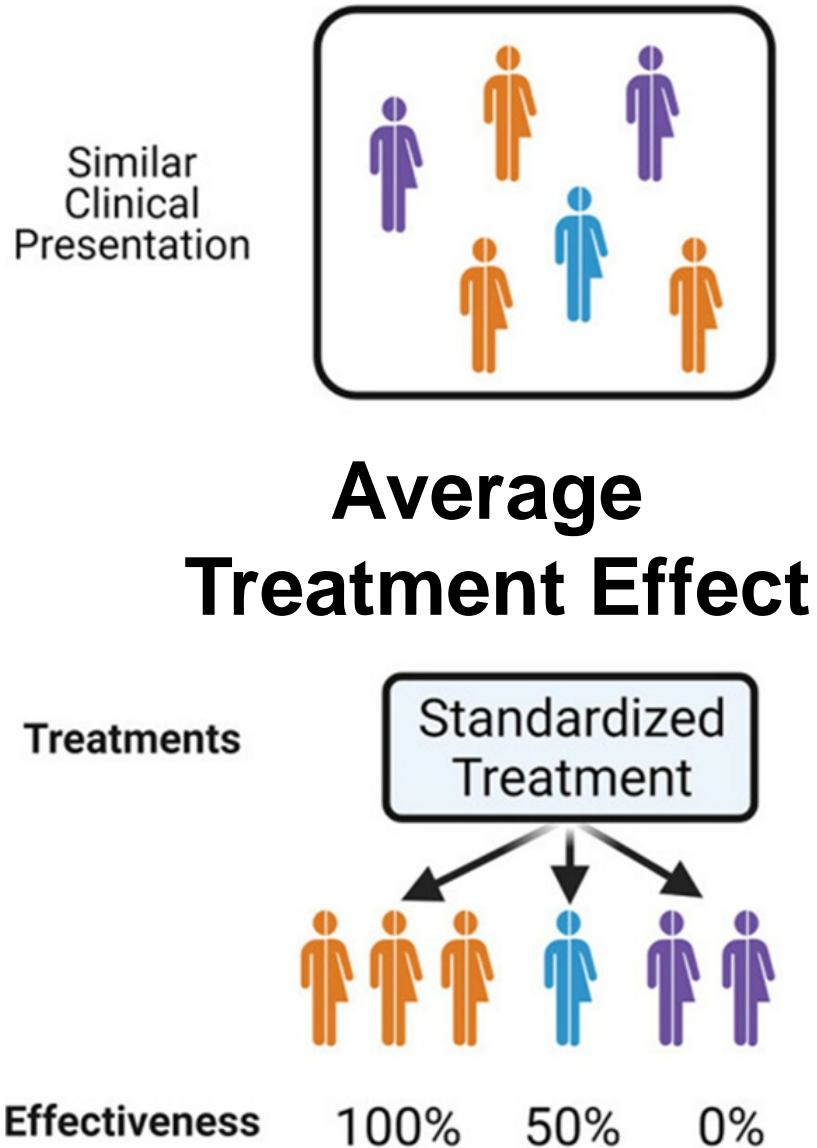 Similar
Clinical
Presentation
Average
Treatment Effect
Treatments
Standardized
Treatment
Effectiveness 100% 50% 0%